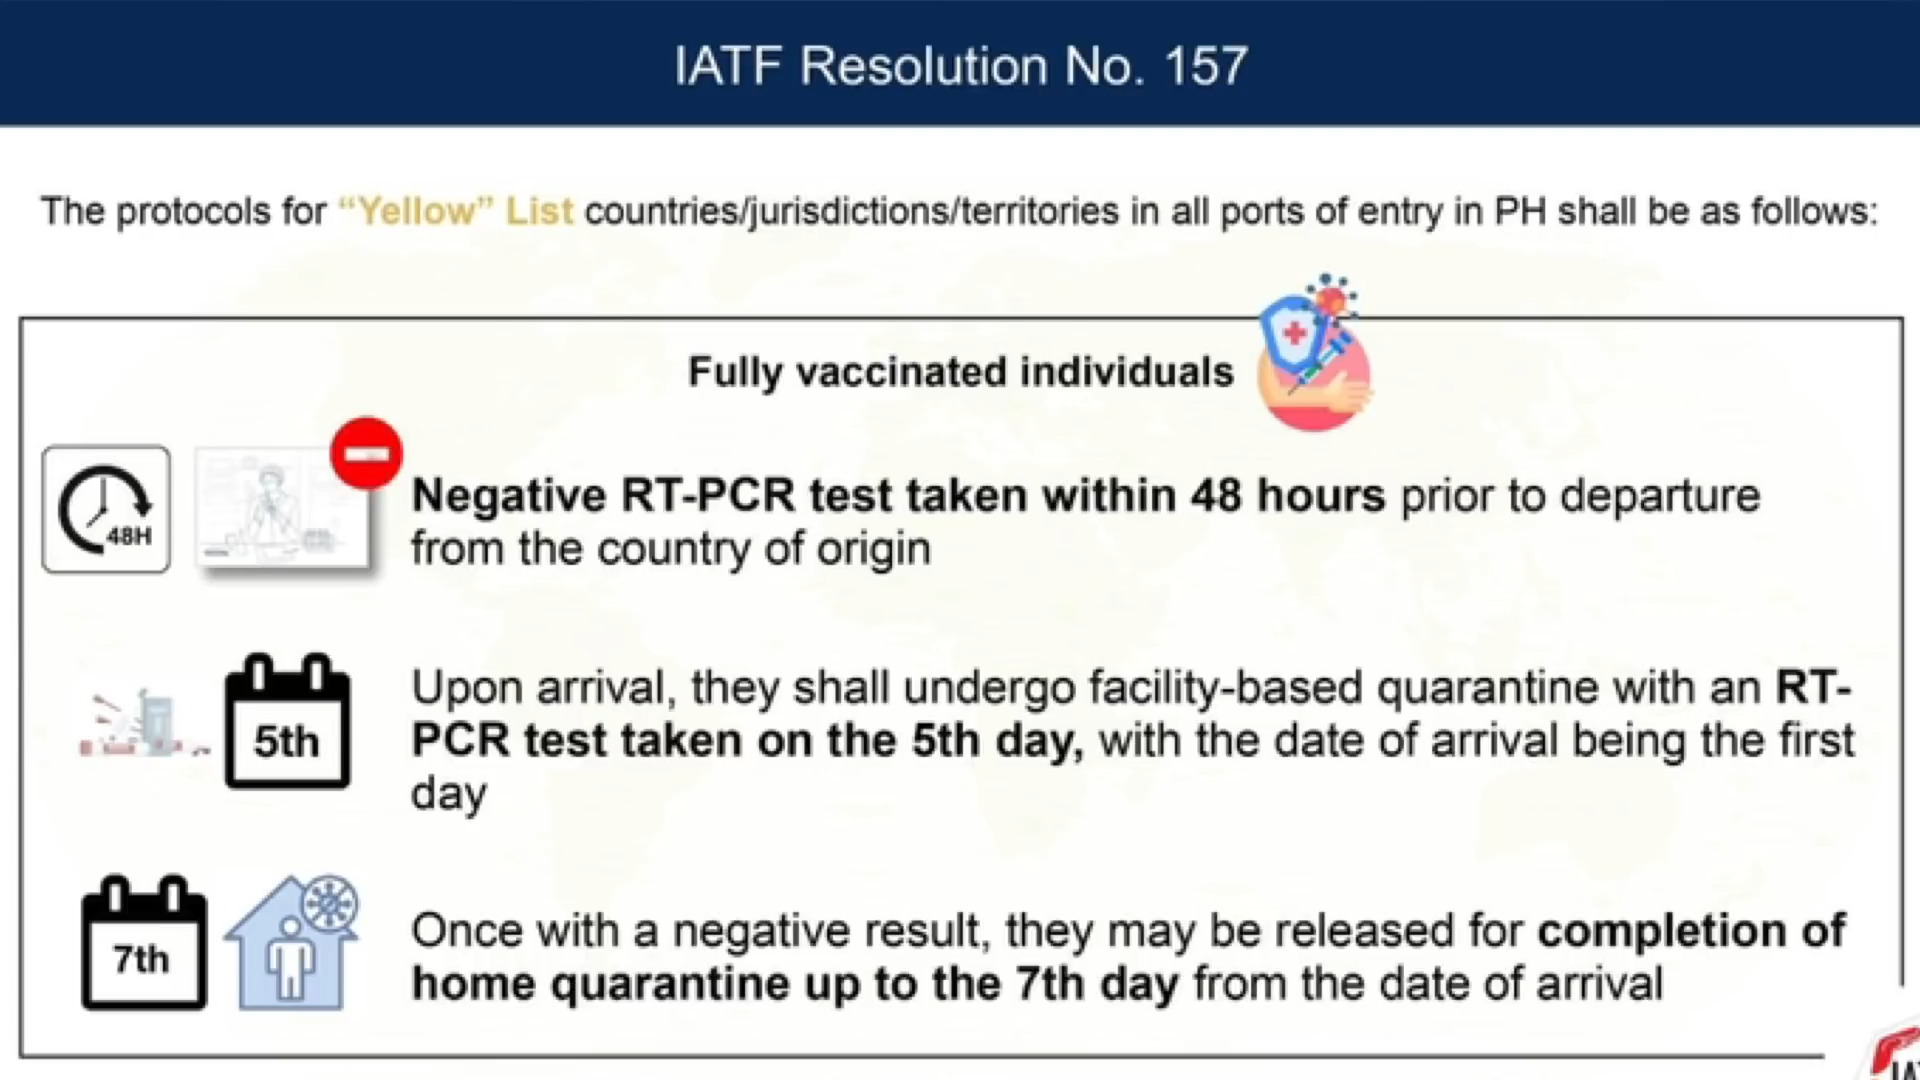 IATF Resolution No. 157
The protocols for “Yellow” List countries/jurisdictions/territories in all ports of entry in PH shall be as follows:
Fully vaccinated individuals
48H
Negative RT-PCR test taken within 48 hours prior to departure
from the country of origin
5th
Upon arrival, they shall undergo facility-based quarantine with an RT-
PCR test taken on the 5th day, with the date of arrival being the first
day
7th
Once with a negative result, they may be released for completion of
home quarantine up to the 7th day from the date of arrival